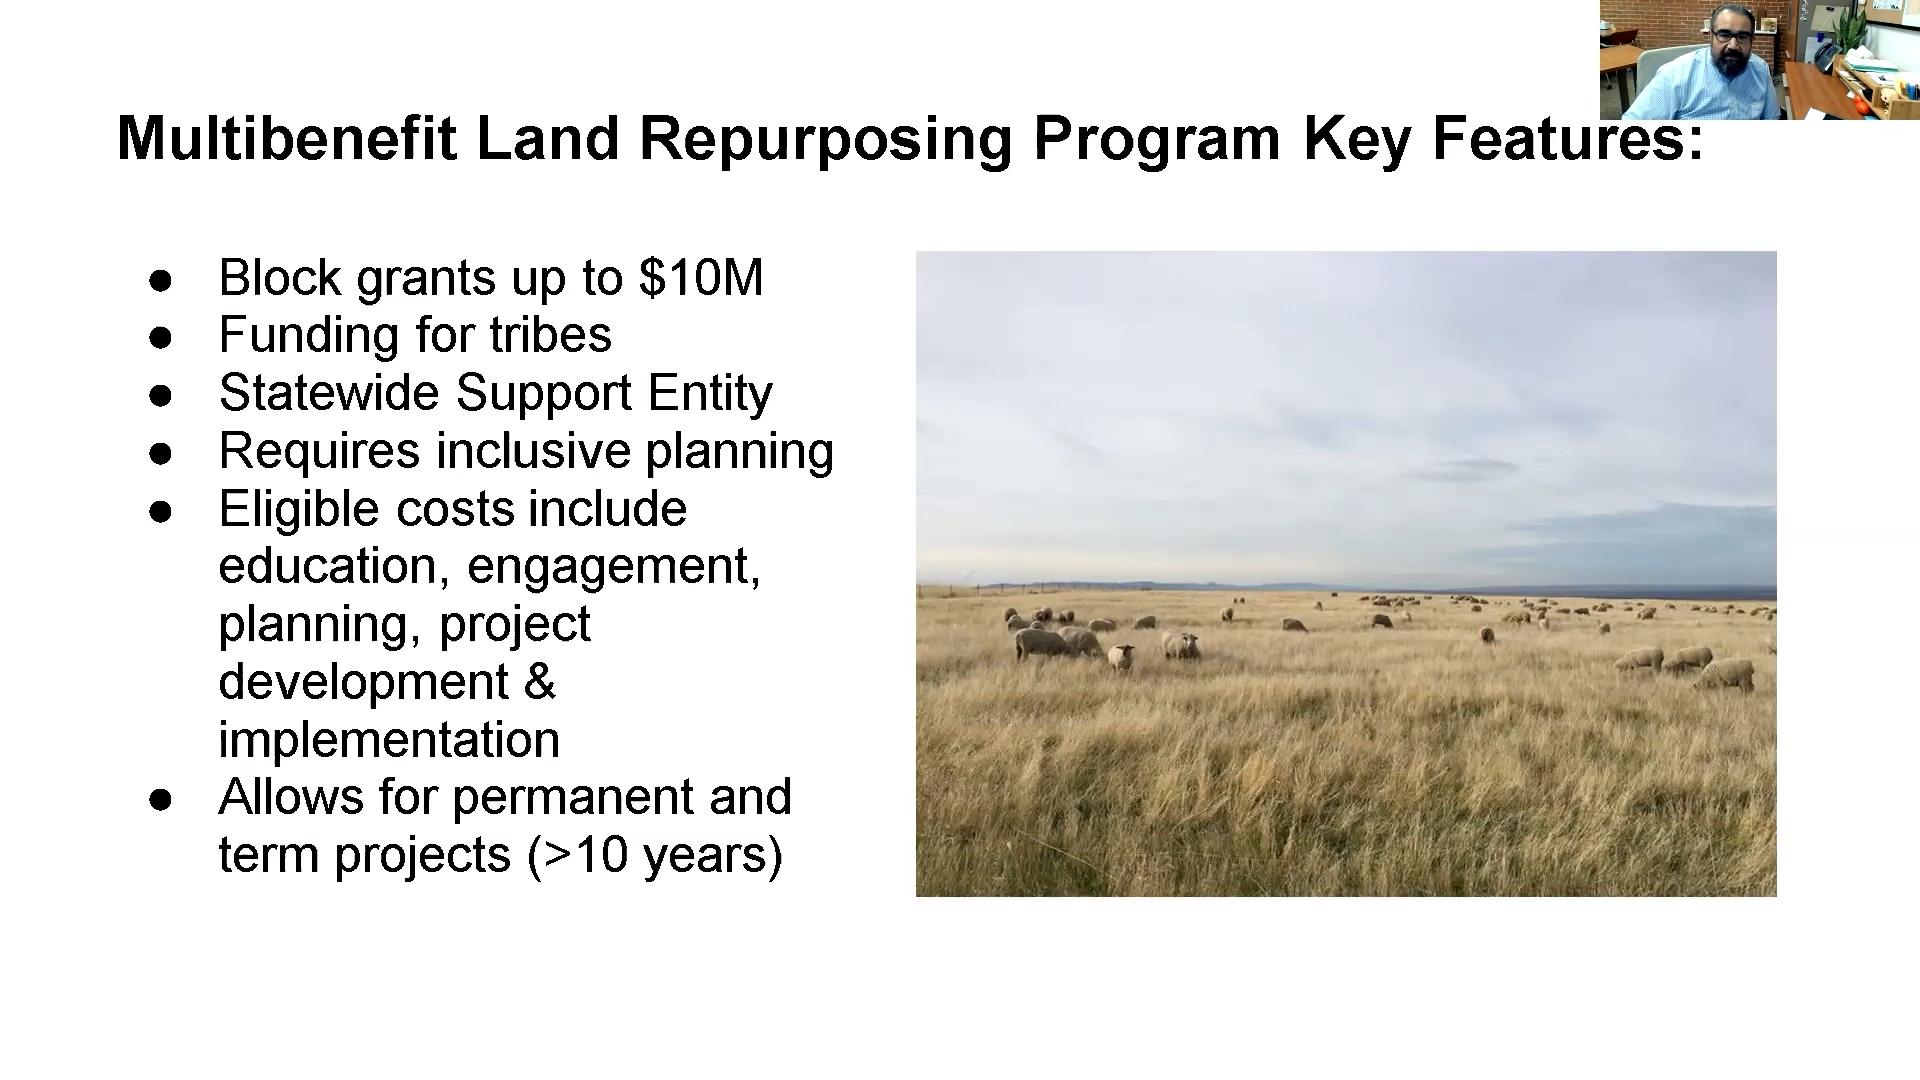 Multibenefit Land Repurposing Program Key Features:
● Block grants up to $10M
● Funding for tribes
● Statewide Support Entity
● Requires inclusive planning
● Eligible costs include
education, engagement,
planning, project
development &
implementation
● Allows for permanent and
term projects (>10 years)